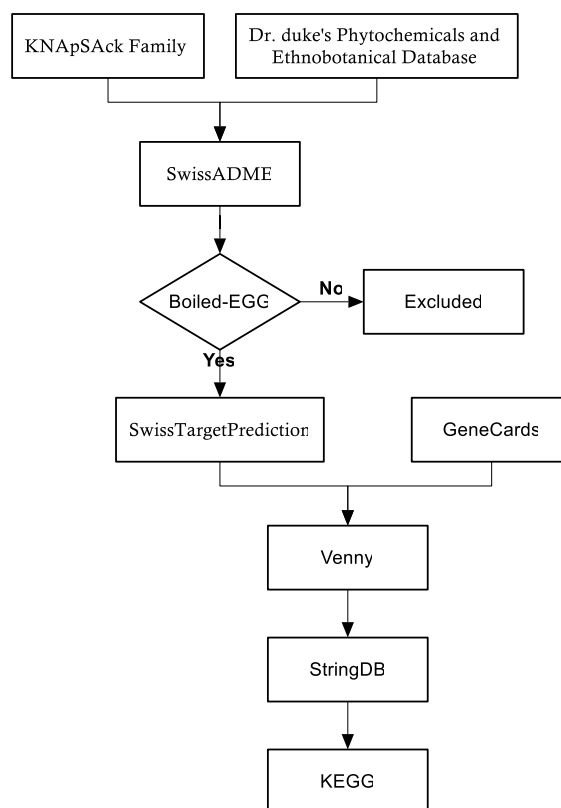 KNApSAck Family
Dr. duke's Phytochemicals and
Ethnobotanical Database
SwissADME
Boiled-EGG
No
Excluded
Yes
SwissTargetPrediction
GeneCards
Venny
StringDB
KEGG